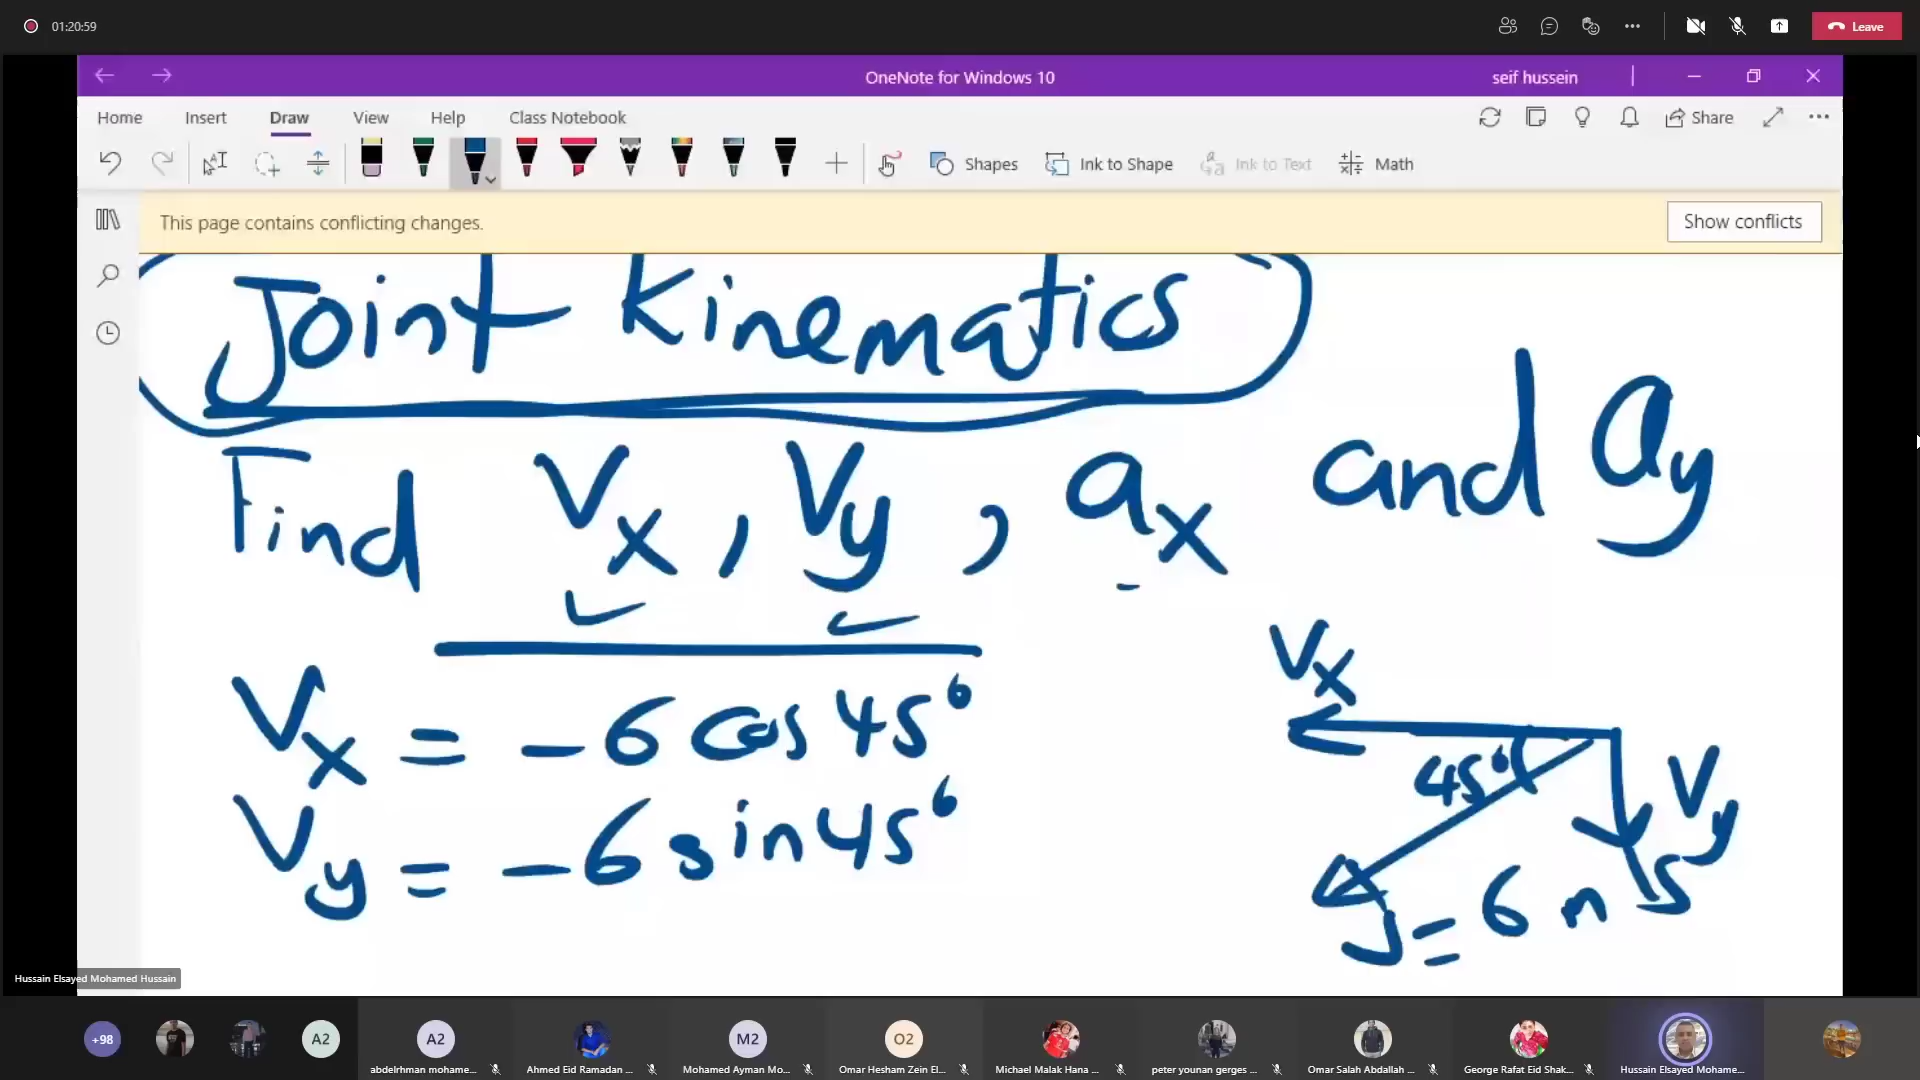 01:20:59
Leave
OneNote for Windows 10
seif hussein
Home Insert Draw View Help Class Notebook
Share
Shapes Ink to Shape Ink to Text Math
This page contains conflicting changes.
Show conflicts
Joint Kinematics
Find Vx, Vy, ax and ay
Vx
Vx = -6 Cos 45°
45°
Vy
Vy = -6 sin 45°
= 6 m/s
Hussain Elsayed Mohamed Hussain
+98
A2
A2
M2
O2
abdelrhman mohame...
Ahmed Eid Ramadan ...
Mohamed Ayman Mo...
Omar Hesham Zein El...
Michael Malak Hana ...
peter younan gerges ...
Omar Salah Abdallah ...
George Rafat Eid Shak...
Hussain Elsayed Mohame...